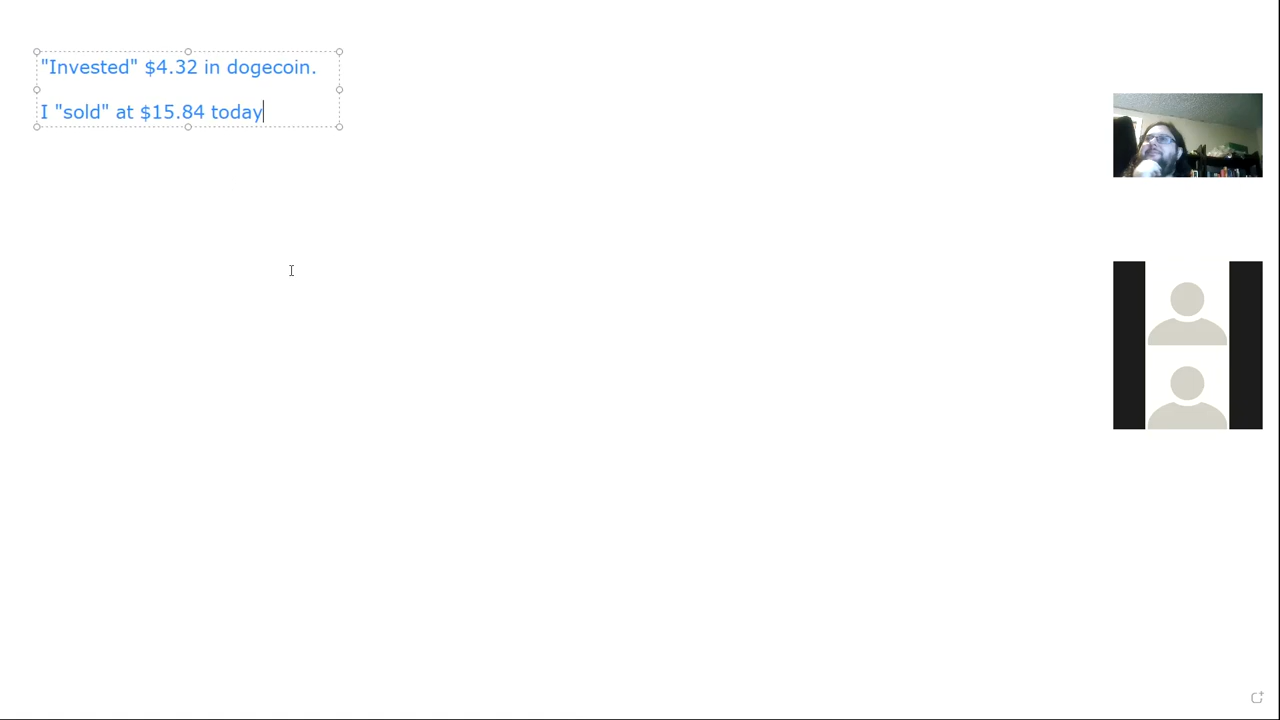 "Invested" $4.32 in dogecoin.
I "sold" at $15.84 today